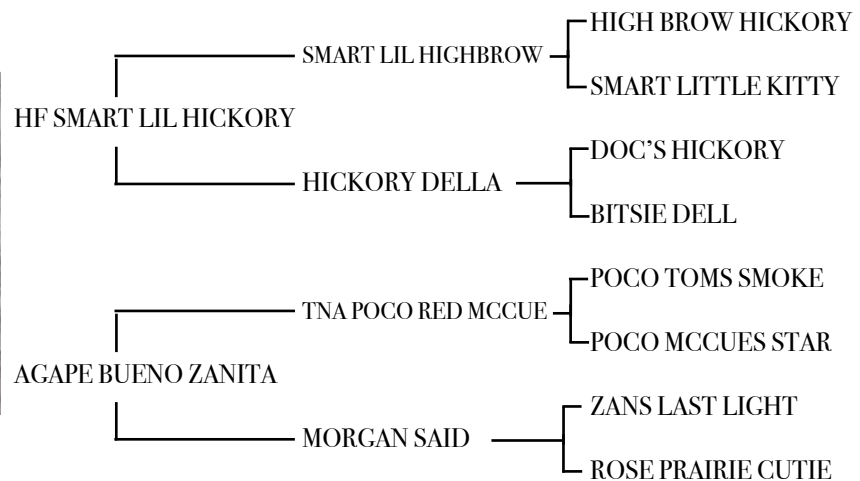 HIGH BROW HICKORY
SMART LIL HIGHBROW
SMART LITTLE KITTY
HF SMART LIL HICKORY
DOC'S HICKORY
HICKORY DELLA
BITSIE DELL
POCO TOMS SMOKE
TNA POCO RED MCCUE
POCO MCCUES STAR
AGAPE BUENO ZANITA
ZANS LAST LIGHT
MORGAN SAID
ROSE PRAIRIE CUTIE